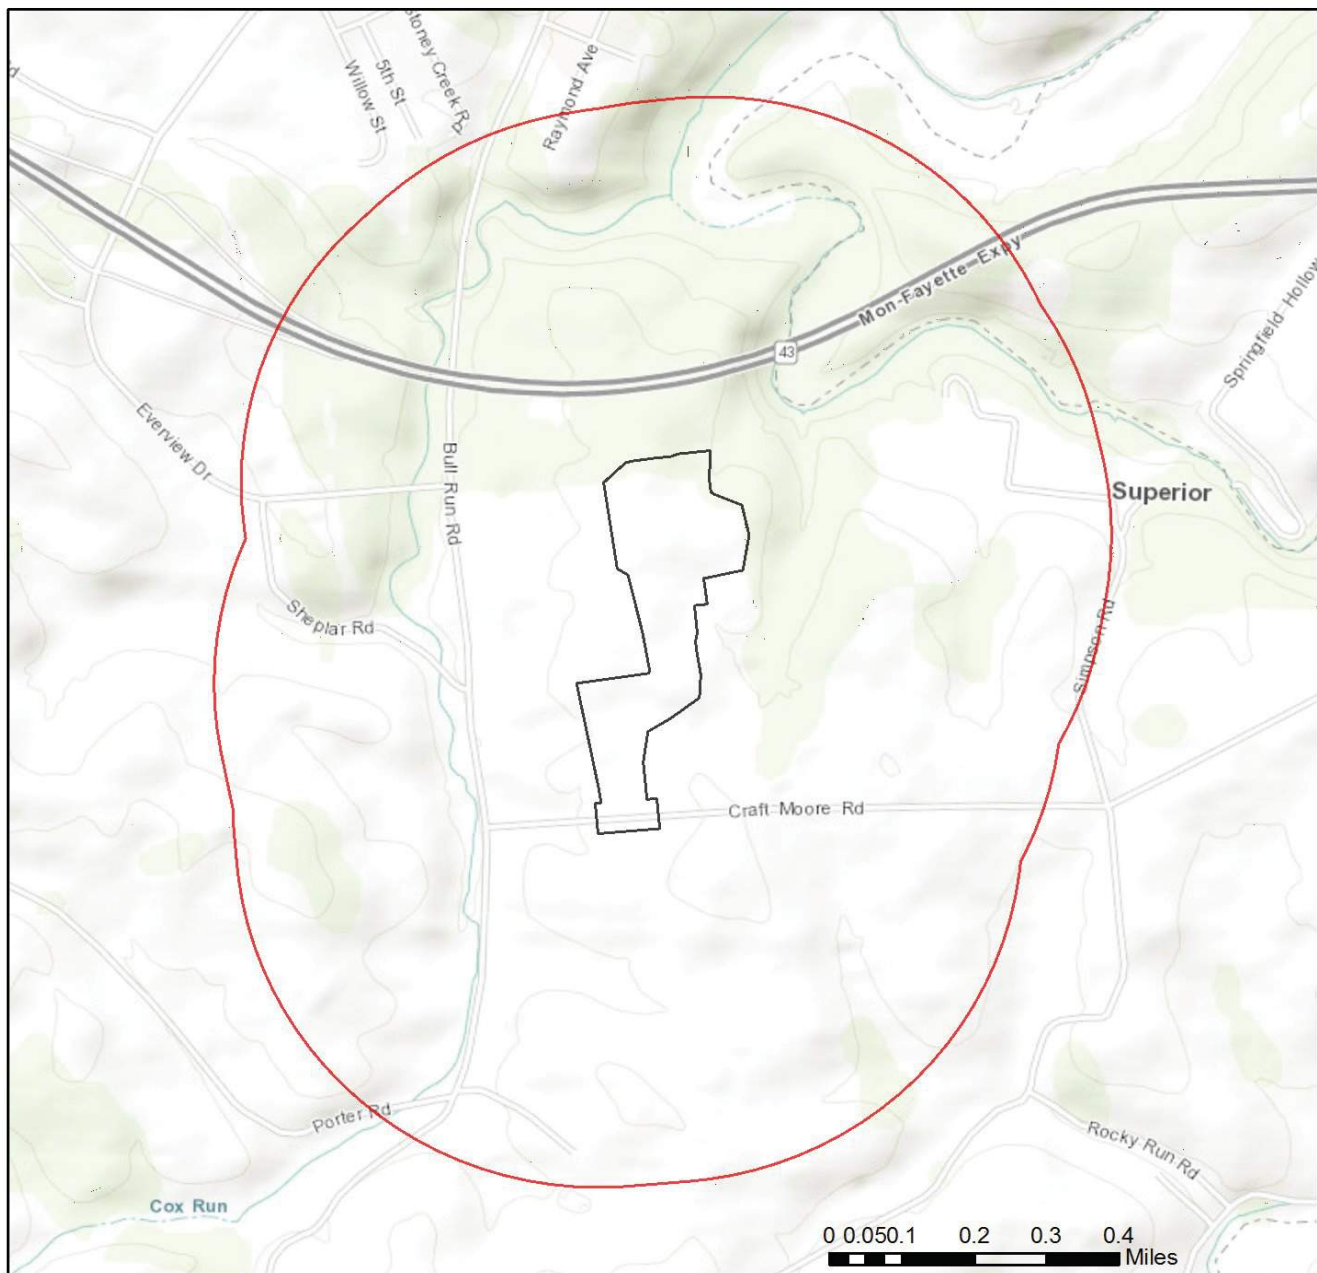 Stoney Creek Rd
5th St
Willow St
Raymond Ave
Mon-Fayette-Expy
43
Springfield Hollow
Everview Dr
Bull Run Rd
Superior
Sheplar Rd
Simpson Rd
Craft Moore Rd
Porter Rd
Rocky Run Rd
Cox Run
0 0.050.1 0.2 0.3 0.4
Miles